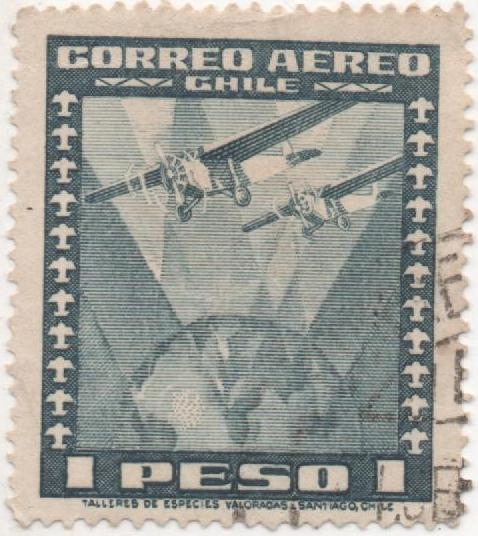 CORREO AEREO
CHILE
1 PESO 1
TALLERES DE ESPECIES VALORADAS-SANTIAGO, CHILE